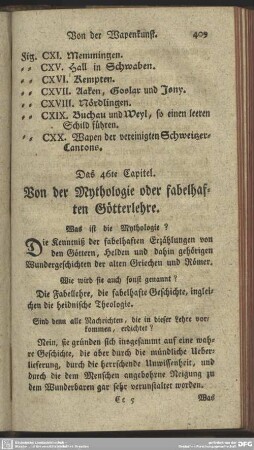 Von der Wapenkunst. 409
Fig. CXI. Memmingen.
,, CXV. Hall in Schwaben.
,, CXVI. Kempten.
,, CXVII. Aaken, Goslar und Jsny.
,, CXVIII. Nördlingen.
,, CXIX. Buchau und Weyl, so einen leeren
Schild führen.
,, CXX. Wapen der vereinigten Schweitzer-
Cantons.
Das 46te Capitel.
Von der Mythologie oder fabelhaf-
ten Götterlehre.
Was ist die Mythologie?
Die Kenntniß der fabelhaften Erzählungen von
den Göttern, Helden und dahin gehörigen
Wundergeschichten der alten Griechen und Römer.
Wie wird sie auch sonst genannt?
Die Fabellehre, die fabelhafte Geschichte, ingleic
chen die heidnische Theologie.
Sind denn alle Nachrichten, die in dieser Lehre vor-
kommen, erdichtet?
Nein, sie gründen sich insgesammt auf eine wah-
re Geschichte, die aber durch die mündliche Ueber-
lieferung, durch die herrschende Unwissenheit, und
durch die dem Menschen angebohrne Neigung zu
dem Wunderbaren gar sehr verunstaltet worden.
Cc 5 Was